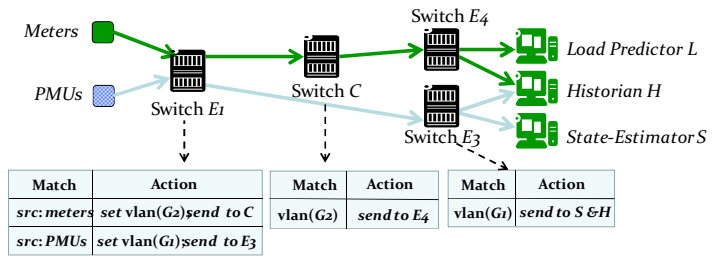 Meters
Switch E4
Load Predictor L
PMUs
Switch E1
Switch C
Historian H
Switch E3
State-Estimator S
Match Action
src: meters set vlan(G2);send to C
src: PMUs set vlan(G1);send to E3
Match Action
vlan(G2) send to E4
Match Action
vlan(G1) send to S &H